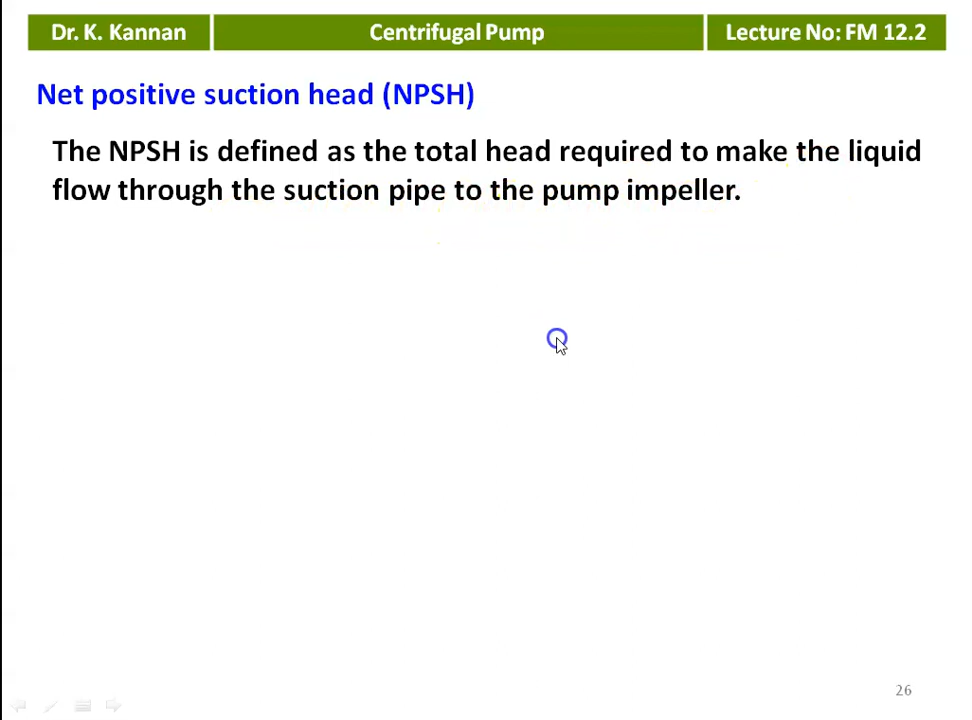 Dr. K. Kannan
Centrifugal Pump
Lecture No: FM 12.2
Net positive suction head (NPSH)
The NPSH is defined as the total head required to make the liquid
flow through the suction pipe to the pump impeller.
26